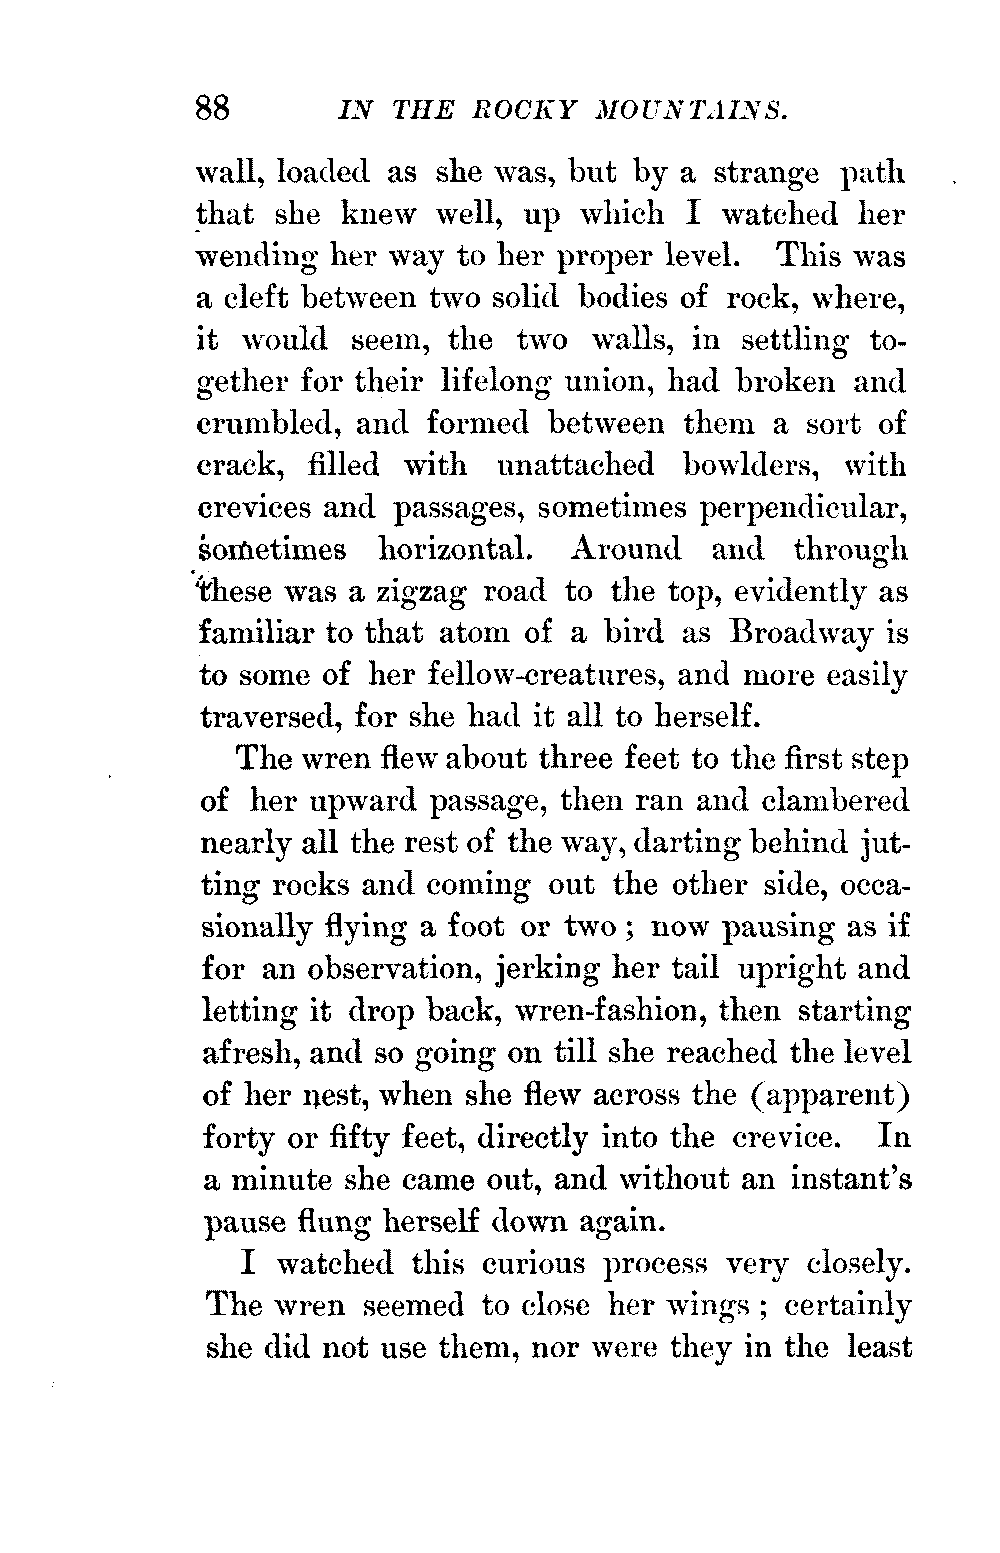 88 IN THE ROCKY MOUNTAINS.
wall, loaded as she was, but by a strange path
that she knew well, up which I watched her
wending her way to her proper level. This was
a cleft between two solid bodies of rock, where,
it would seem, the two walls, in settling to-
gether for their lifelong union, had broken and
crumbled, and formed between them a sort of
crack, filled with unattached bowlders, with
crevices and passages, sometimes perpendicular,
sometimes horizontal. Around and through
these was a zigzag road to the top, evidently as
familiar to that atom of a bird as Broadway is
to some of her fellow-creatures, and more easily
traversed, for she had it all to herself.
The wren flew about three feet to the first step
of her upward passage, then ran and clambered
nearly all the rest of the way, darting behind jut-
ting rocks and coming out the other side, occa-
sionally flying a foot or two; now pausing as if
for an observation, jerking her tail upright and
letting it drop back, wren-fashion, then starting
afresh, and so going on till she reached the level
of her nest, when she flew across the (apparent)
forty or fifty feet, directly into the crevice. In
a minute she came out, and without an instant's
pause flung herself down again.
I watched this curious process very closely.
The wren seemed to close her wings; certainly
she did not use them, nor were they in the least